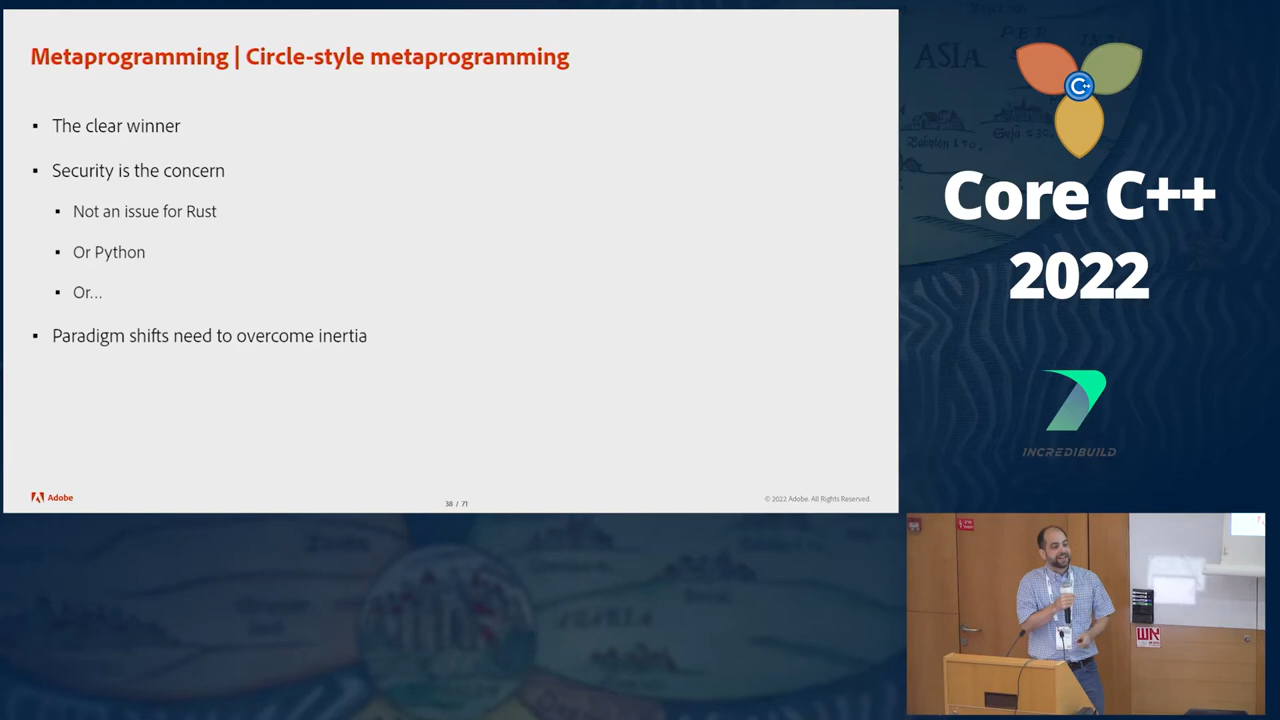 Metaprogramming | Circle-style metaprogramming
▪ The clear winner
▪ Security is the concern
▪ Not an issue for Rust
▪ Or Python
▪ Or...
▪ Paradigm shifts need to overcome inertia
Adobe
38 / 71
© 2022 Adobe. All Rights Reserved.
ASIA
C++
Core C++
2022
INCREDIBUILD
אש